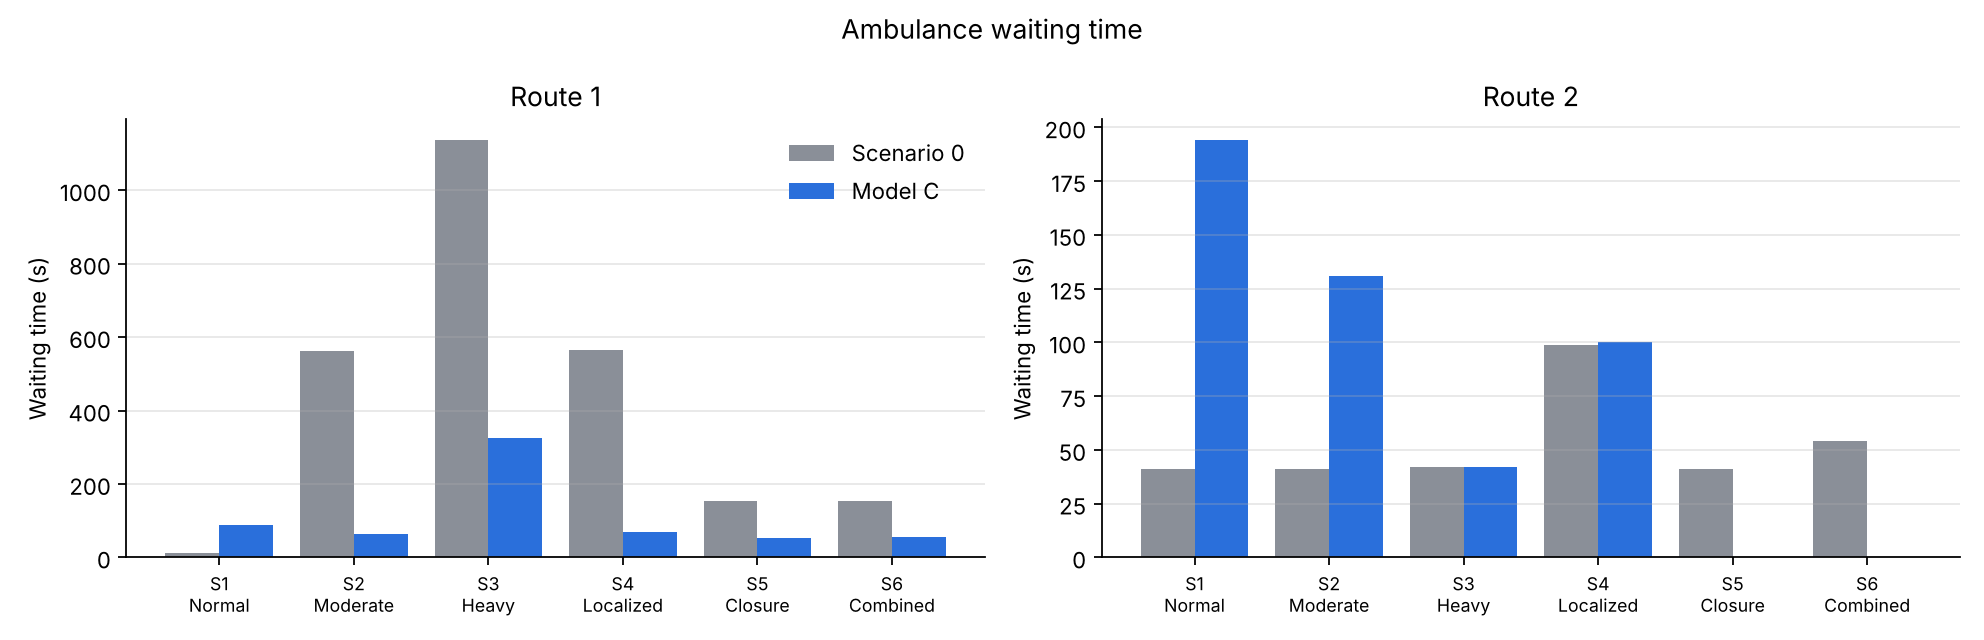 Ambulance waiting time
Route 1
Waiting time (s)
1000
800
600
400
200
0
Scenario 0
Model C
S1
Normal
S2
Moderate
S3
Heavy
S4
Localized
S5
Closure
S6
Combined
Route 2
Waiting time (s)
200
175
150
125
100
75
50
25
0
S1
Normal
S2
Moderate
S3
Heavy
S4
Localized
S5
Closure
S6
Combined